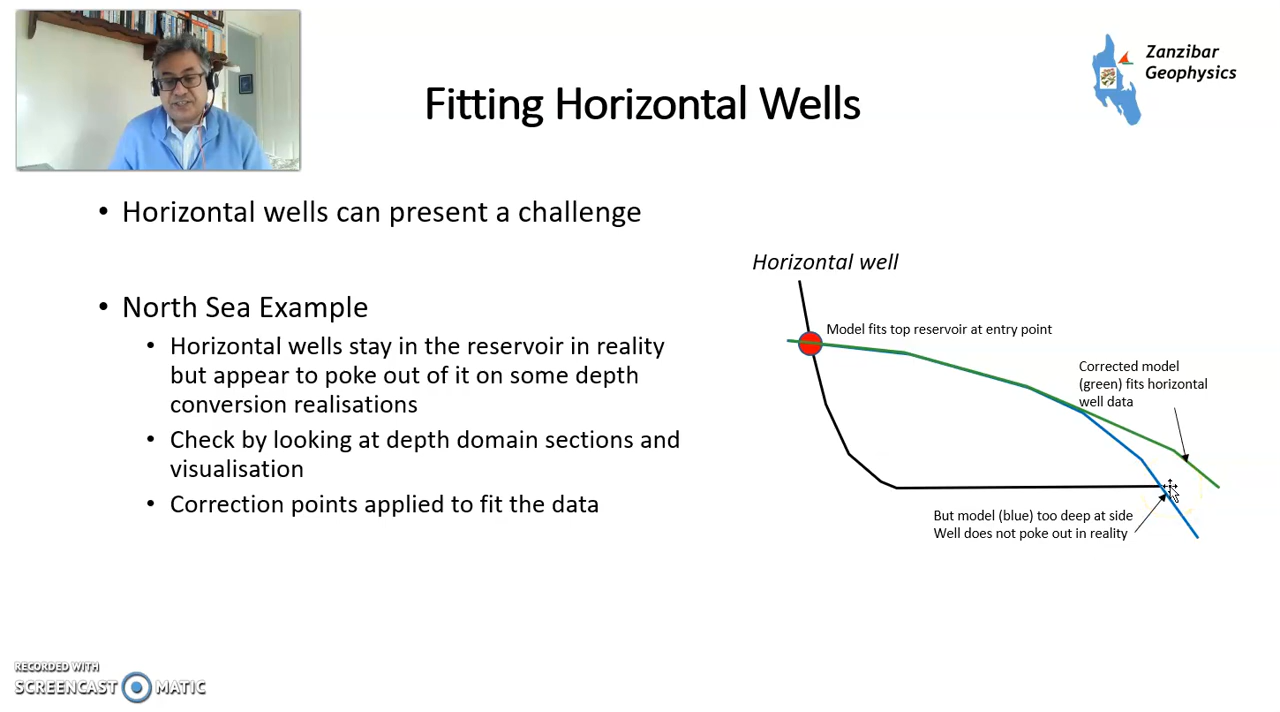 Zanzibar
Geophysics
Fitting Horizontal Wells
• Horizontal wells can present a challenge
• North Sea Example
• Horizontal wells stay in the reservoir in reality
but appear to poke out of it on some depth
conversion realisations
• Check by looking at depth domain sections and
visualisation
• Correction points applied to fit the data
Horizontal well
Model fits top reservoir at entry point
Corrected model
(green) fits horizontal
well data
But model (blue) too deep at side
Well does not poke out in reality
RECORDED WITH
SCREENCAST MATIC